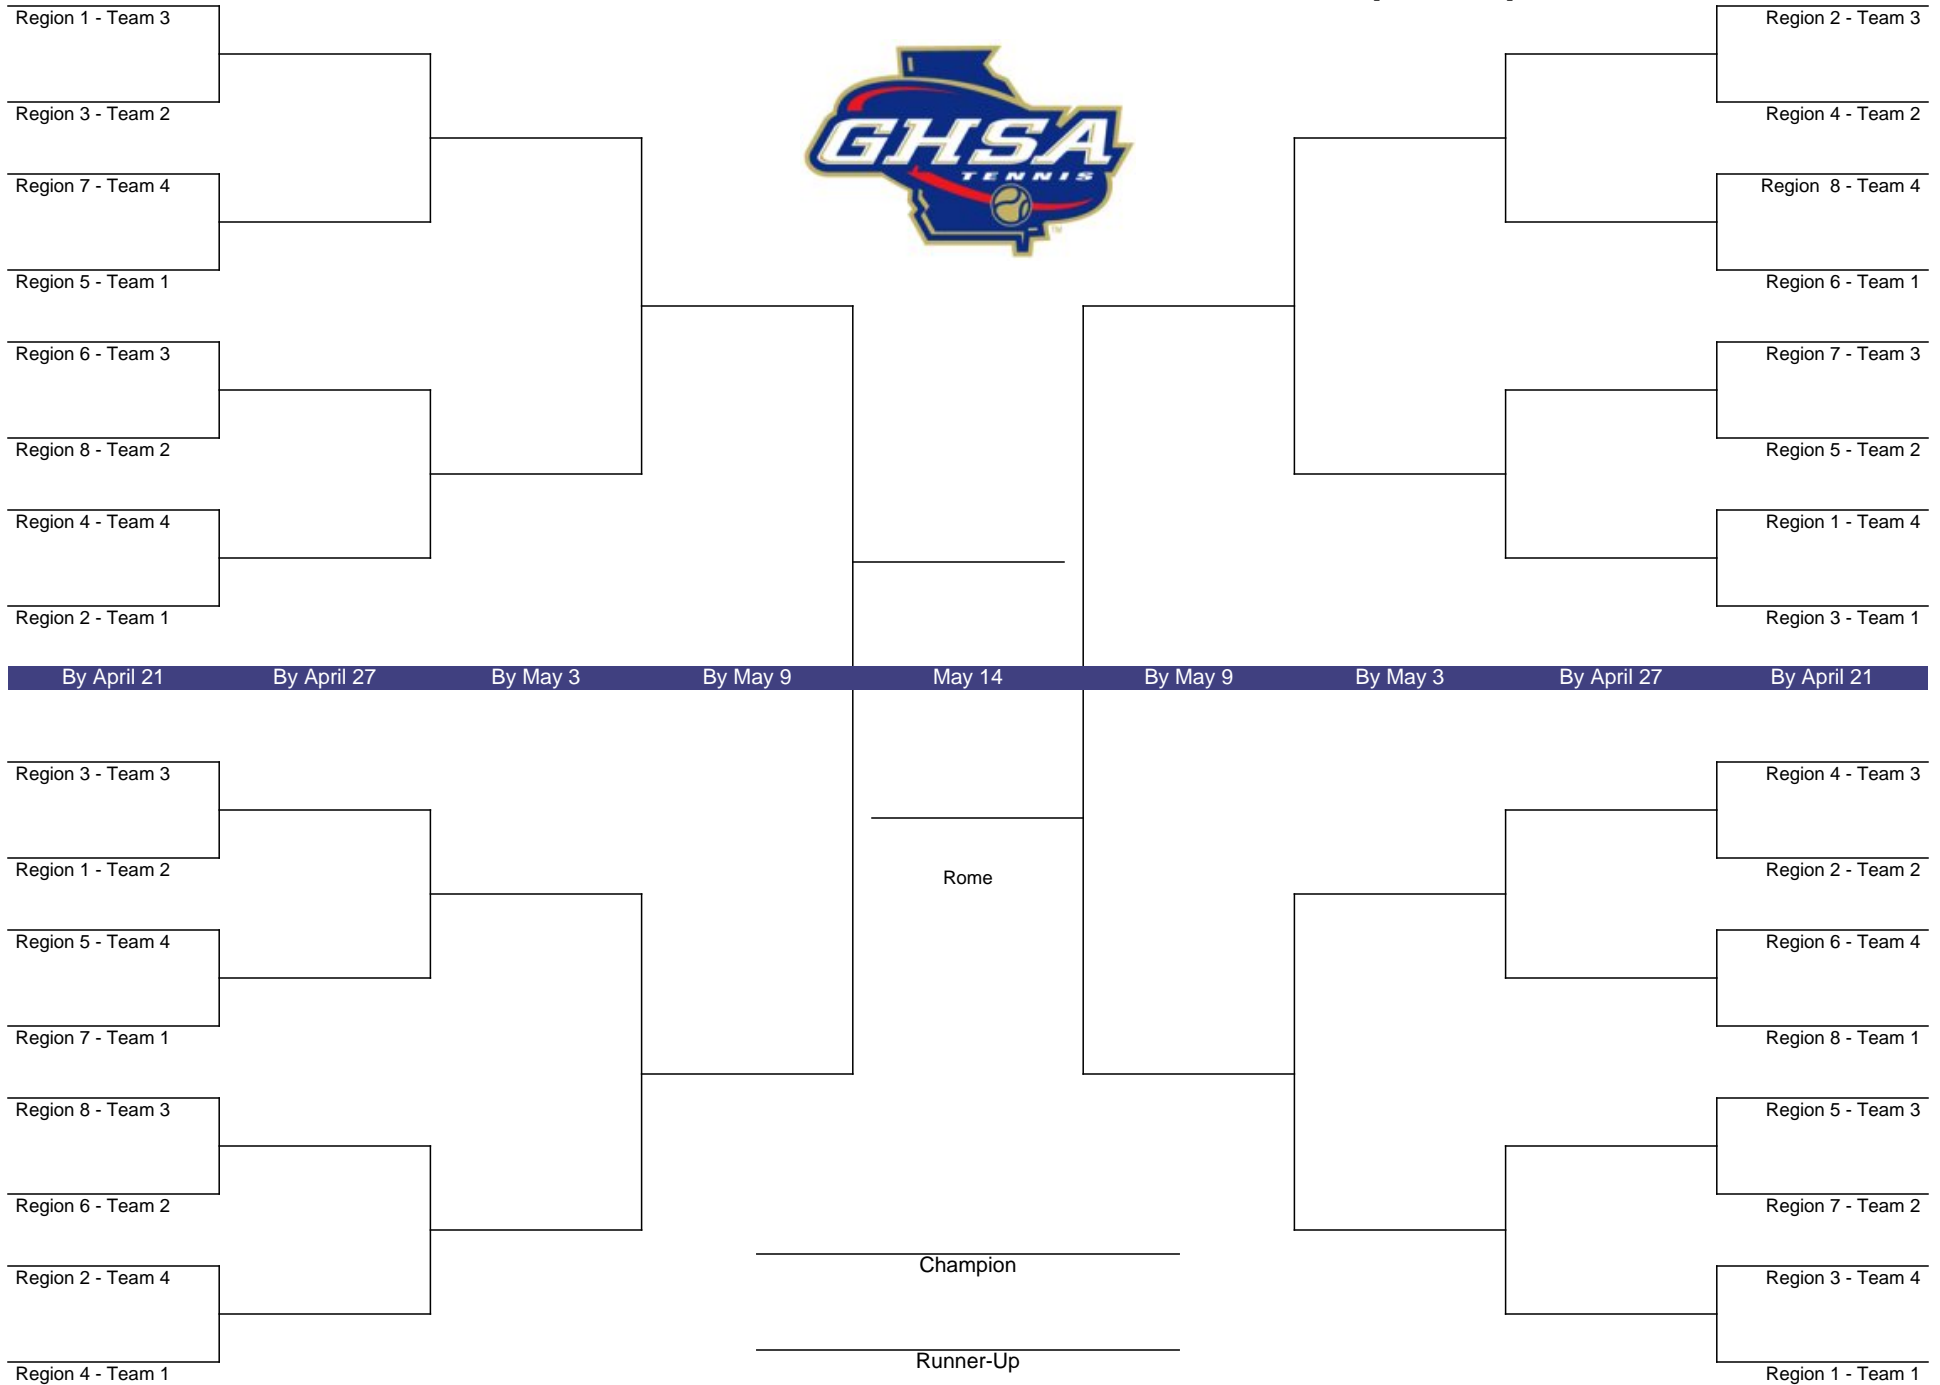 Region 1 - Team 3
Region 2 - Team 3
Region 3 - Team 2
Region 4 - Team 2
GHSA
TENNIS
TM
Region 7 - Team 4
Region 8 - Team 4
Region 5 - Team 1
Region 6 - Team 1
Region 6 - Team 3
Region 7 - Team 3
Region 8 - Team 2
Region 5 - Team 2
Region 4 - Team 4
Region 1 - Team 4
Region 2 - Team 1
Region 3 - Team 1
By April 21 By April 27 By May 3 By May 9 May 14 By May 9 By May 3 By April 27 By April 21
Region 3 - Team 3
Region 4 - Team 3
Region 1 - Team 2
Rome
Region 2 - Team 2
Region 5 - Team 4
Region 6 - Team 4
Region 7 - Team 1
Region 8 - Team 1
Region 8 - Team 3
Region 5 - Team 3
Region 6 - Team 2
Region 7 - Team 2
Champion
Region 2 - Team 4
Region 3 - Team 4
Runner-Up
Region 4 - Team 1
Region 1 - Team 1